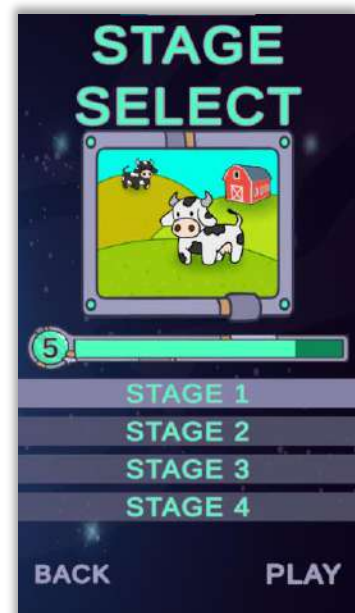 STAGE
SELECT
5
STAGE 1
STAGE 2
STAGE 3
STAGE 4
BACK PLAY